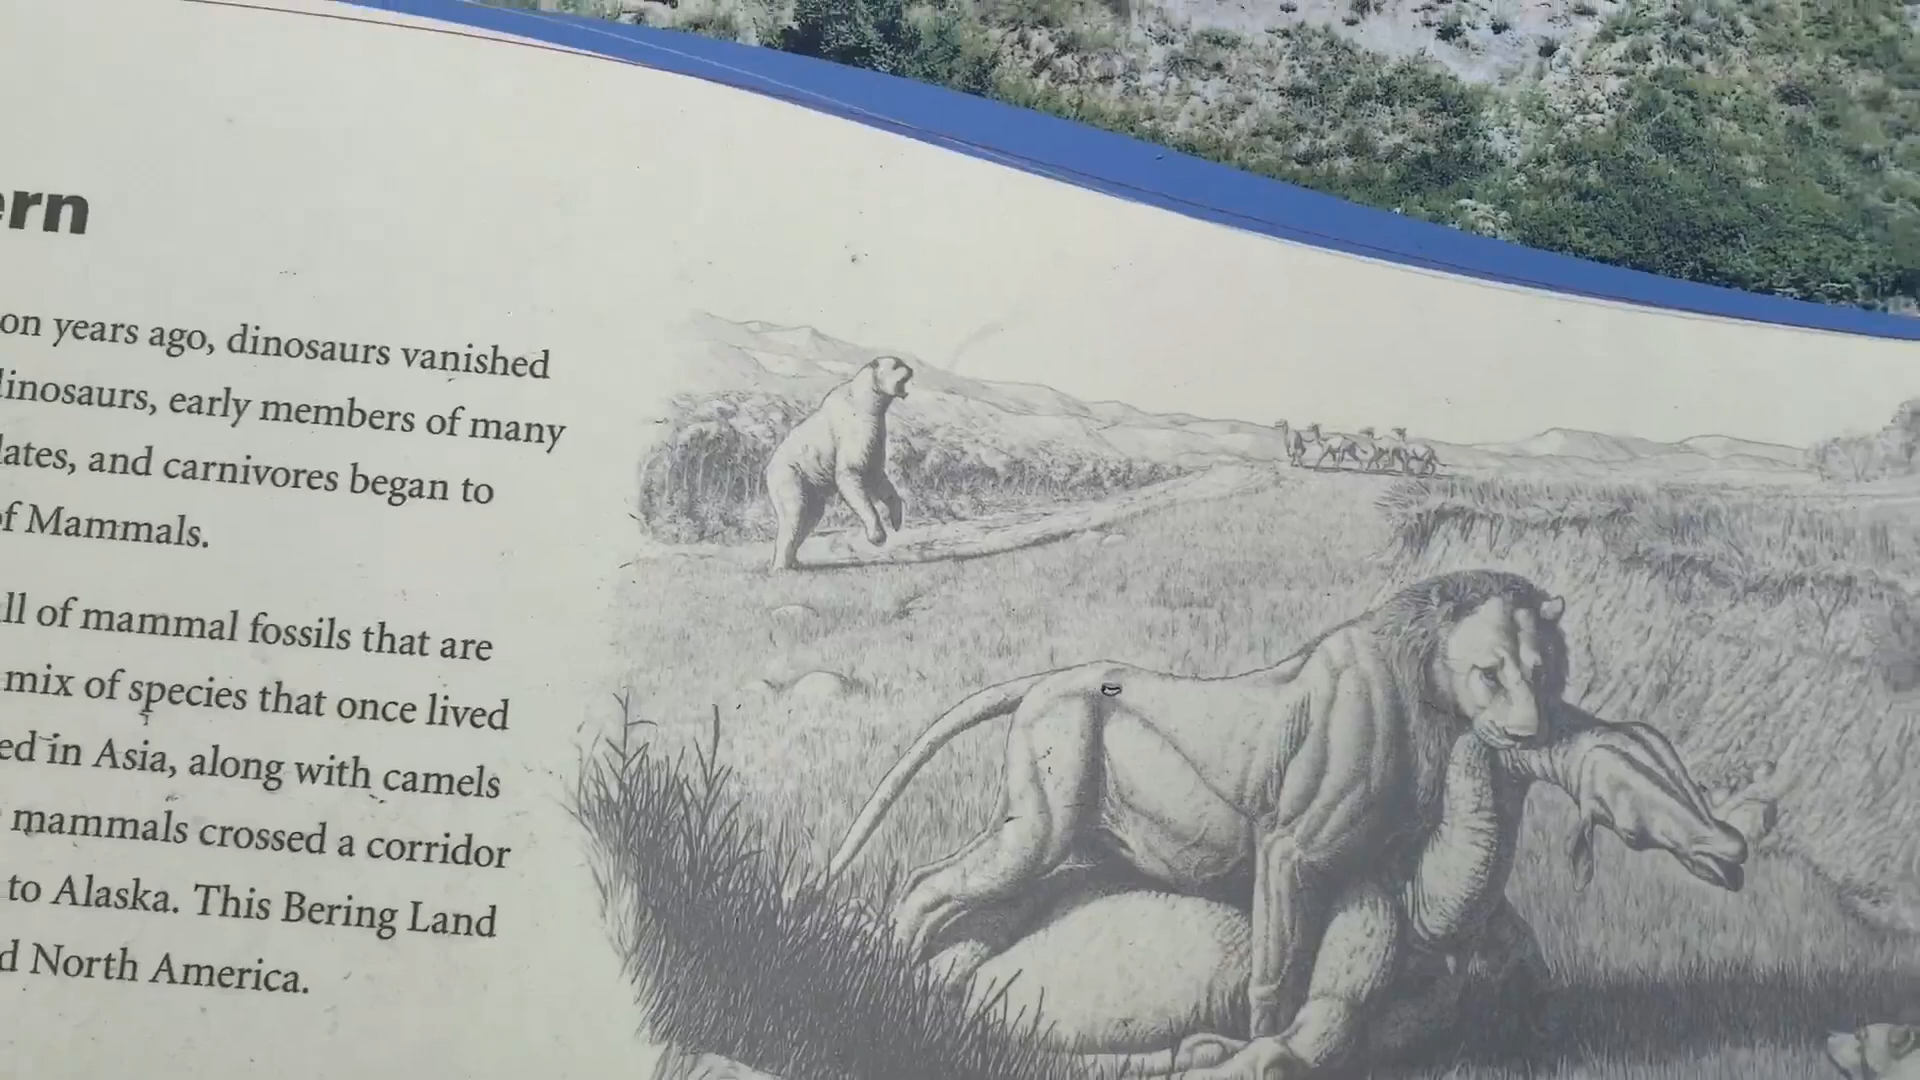 ern
on years ago, dinosaurs vanished
dinosaurs, early members of many
lates, and carnivores began to
of Mammals.
ll of mammal fossils that are
mix of species that once lived
ed in Asia, along with camels
mammals crossed a corridor
to Alaska. This Bering Land
d North America.